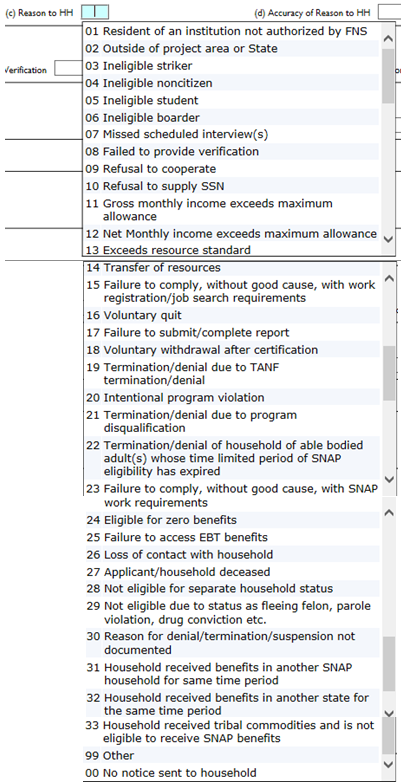 (c) Reason to HH (d) Accuracy of Reason to HH
01 Resident of an institution not authorized by FNS
02 Outside of project area or State
Verification
03 Ineligible striker
04 Ineligible noncitizen
05 Ineligible student
06 Ineligible boarder
07 Missed scheduled interview(s)
08 Failed to provide verification
09 Refusal to cooperate
10 Refusal to supply SSN
11 Gross monthly income exceeds maximum
allowance
12 Net Monthly income exceeds maximum allowance
13 Exceeds resource standard
14 Transfer of resources
15 Failure to comply, without good cause, with work
registration/job search requirements
16 Voluntary quit
17 Failure to submit/complete report
18 Voluntary withdrawal after certification
19 Termination/denial due to TANF
termination/denial
20 Intentional program violation
21 Termination/denial due to program
disqualification
22 Termination/denial of household of able bodied
adult(s) whose time limited period of SNAP
eligibility has expired
23 Failure to comply, without good cause, with SNAP
work requirements
24 Eligible for zero benefits
25 Failure to access EBT benefits
26 Loss of contact with household
27 Applicant/household deceased
28 Not eligible for separate household status
29 Not eligible due to status as fleeing felon, parole
violation, drug conviction etc.
30 Reason for denial/termination/suspension not
documented
31 Household received benefits in another SNAP
household for same time period
32 Household received benefits in another state for
the same time period
33 Household received tribal commodities and is not
eligible to receive SNAP benefits
99 Other
00 No notice sent to household